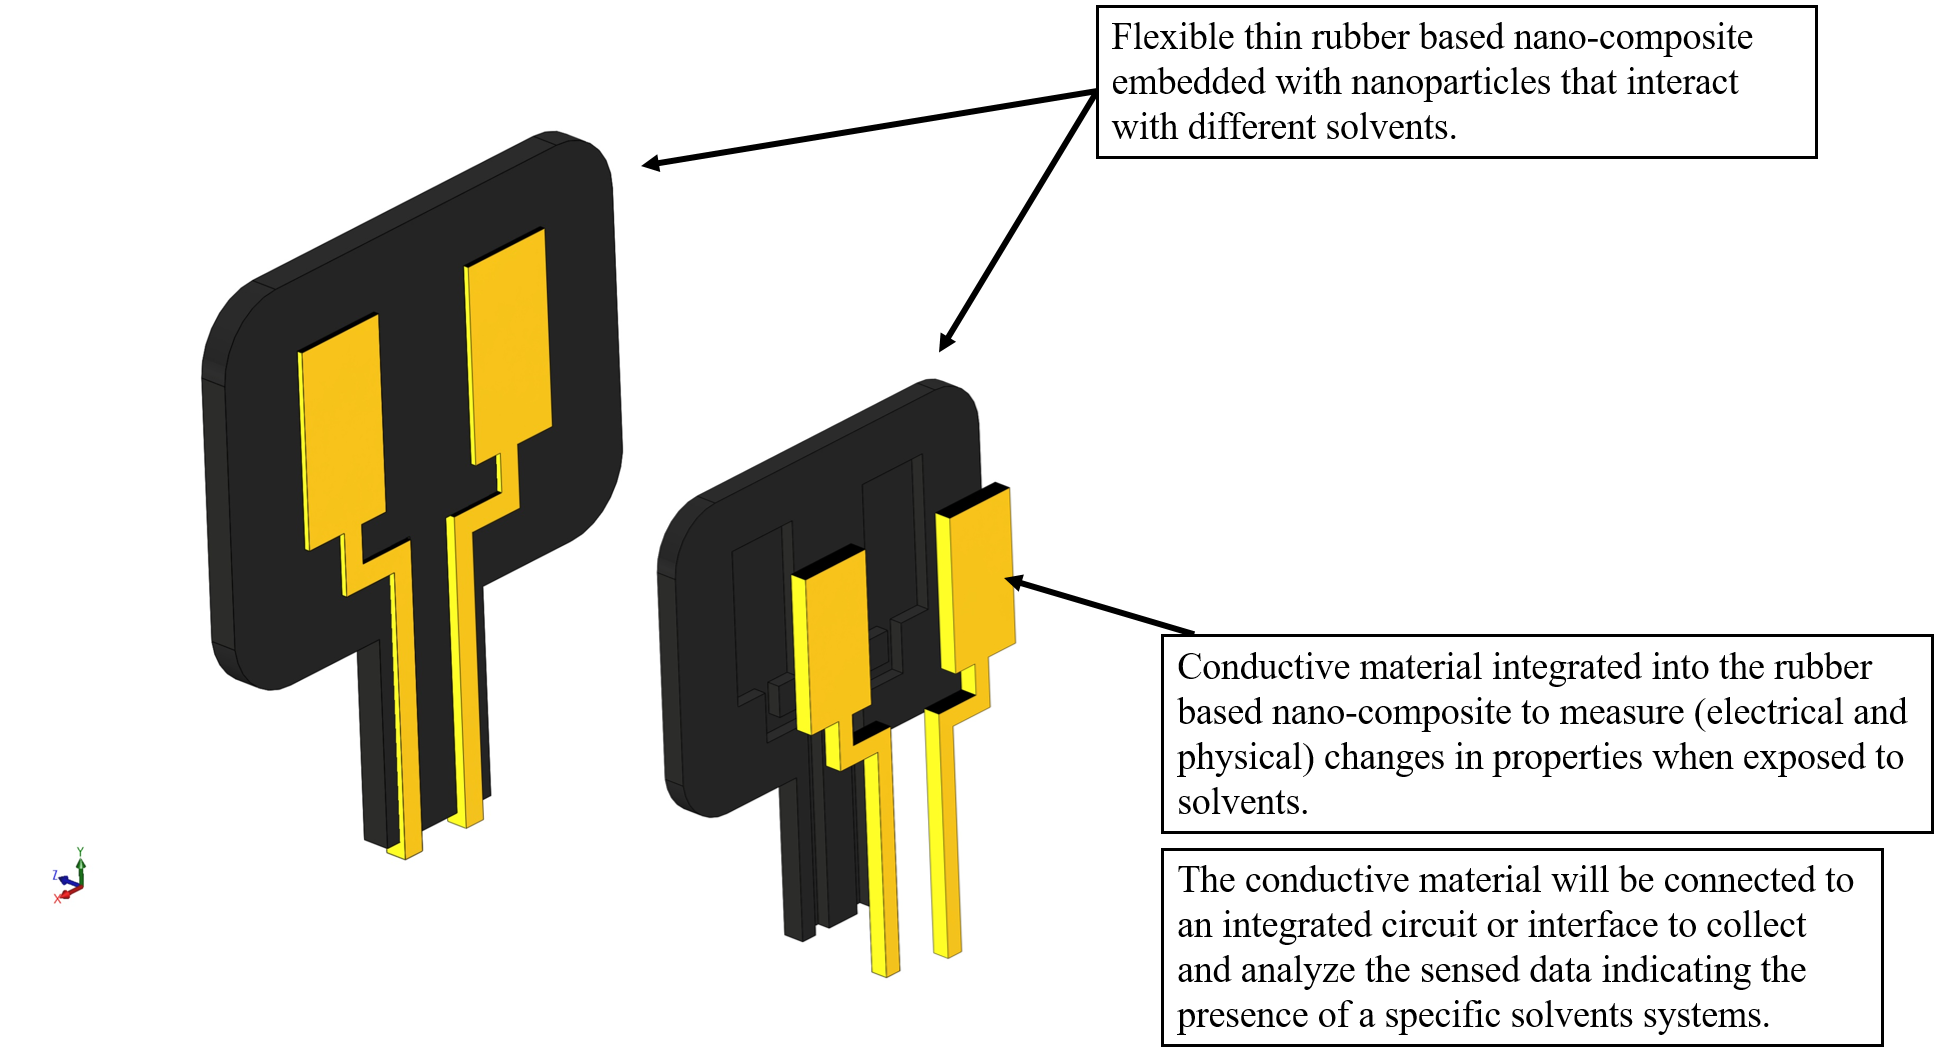 Flexible thin rubber based nano-composite
embedded with nanoparticles that interact
with different solvents.
Conductive material integrated into the rubber
based nano-composite to measure (electrical and
physical) changes in properties when exposed to
solvents.
The conductive material will be connected to
an integrated circuit or interface to collect
and analyze the sensed data indicating the
presence of a specific solvents systems.
Y
Z
X